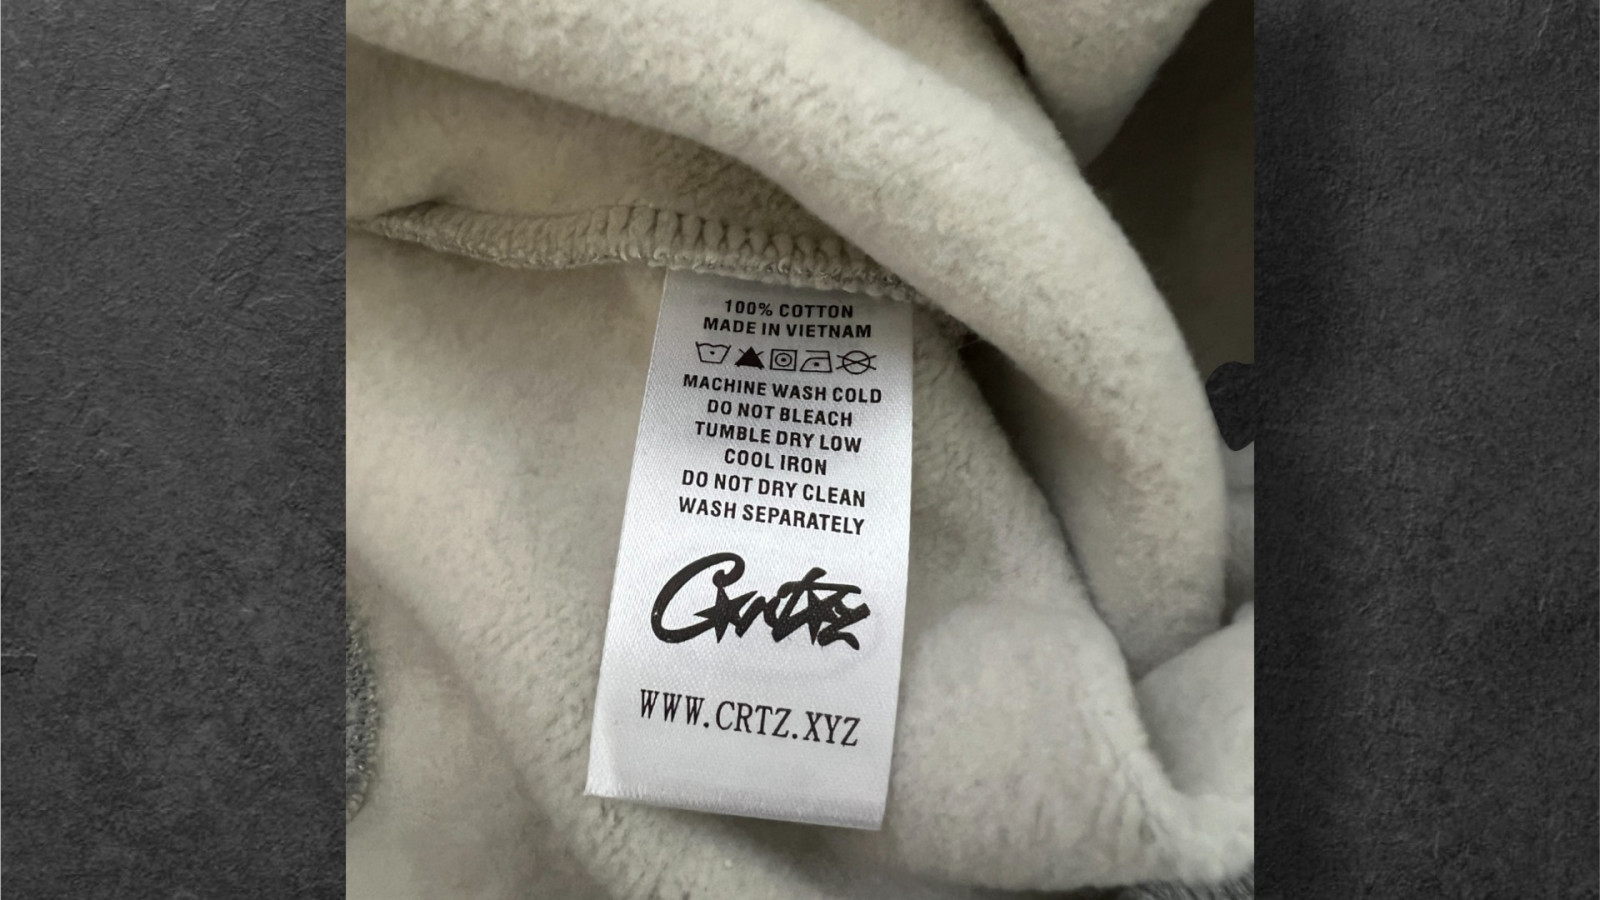 100% COTTON
MADE IN VIETNAM
MACHINE WASH COLD
DO NOT BLEACH
TUMBLE DRY LOW
COOL IRON
DO NOT DRY CLEAN
WASH SEPARATELY
Crtz
WWW.CRTZ.XYZ